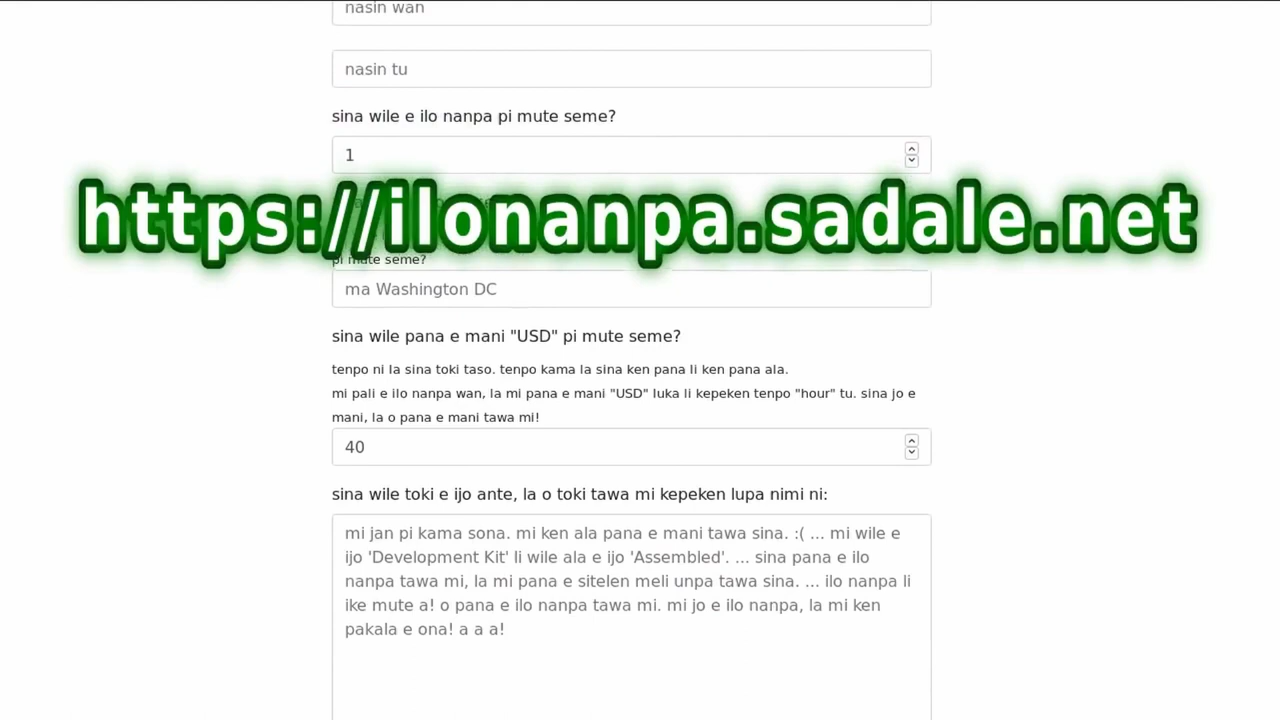 nasin wan
nasin tu
sina wile e ilo nanpa pi mute seme?
1
https://ilonanpa.sadale.net
pi mute seme?
ma Washington DC
sina wile pana e mani "USD" pi mute seme?
tenpo ni la sina toki taso. tenpo kama la sina ken pana li ken pana ala.
mi pali e ilo nanpa wan, la mi pana e mani "USD" luka li kepeken tenpo "hour" tu. sina jo e
mani, la o pana e mani tawa mi!
40
sina wile toki e ijo ante, la o toki tawa mi kepeken lupa nimi ni:
mi jan pi kama sona. mi ken ala pana e mani tawa sina. :( ... mi wile e
ijo 'Development Kit' li wile ala e ijo 'Assembled'. ... sina pana e ilo
nanpa tawa mi, la mi pana e sitelen meli unpa tawa sina. ... ilo nanpa li
ike mute a! o pana e ilo nanpa tawa mi. mi jo e ilo nanpa, la mi ken
pakala e ona! a a a!